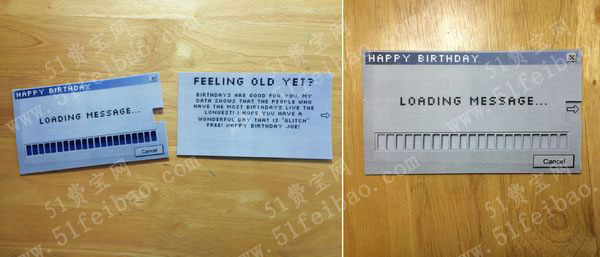 HAPPY BIRTHDAY
LOADING MESSAGE...
Cancel
FEELING OLD YET?
BIRTHDAYS ARE GOOD FOR YOU. MY
DATA SHOWS THAT THE PEOPLE WHO
HAVE THE MOST BIRTHDAYS LIVE THE
LONGEST! I HOPE YOU HAVE A
WONDERFUL DAY THAT IS "GLITCH"
FREE! HAPPY BIRTHDAY JOE!
HAPPY BIRTHDAY
LOADING MESSAGE...
Cancel
51费宝网
www.51feibao.com
51费宝网
www.51feibao.com